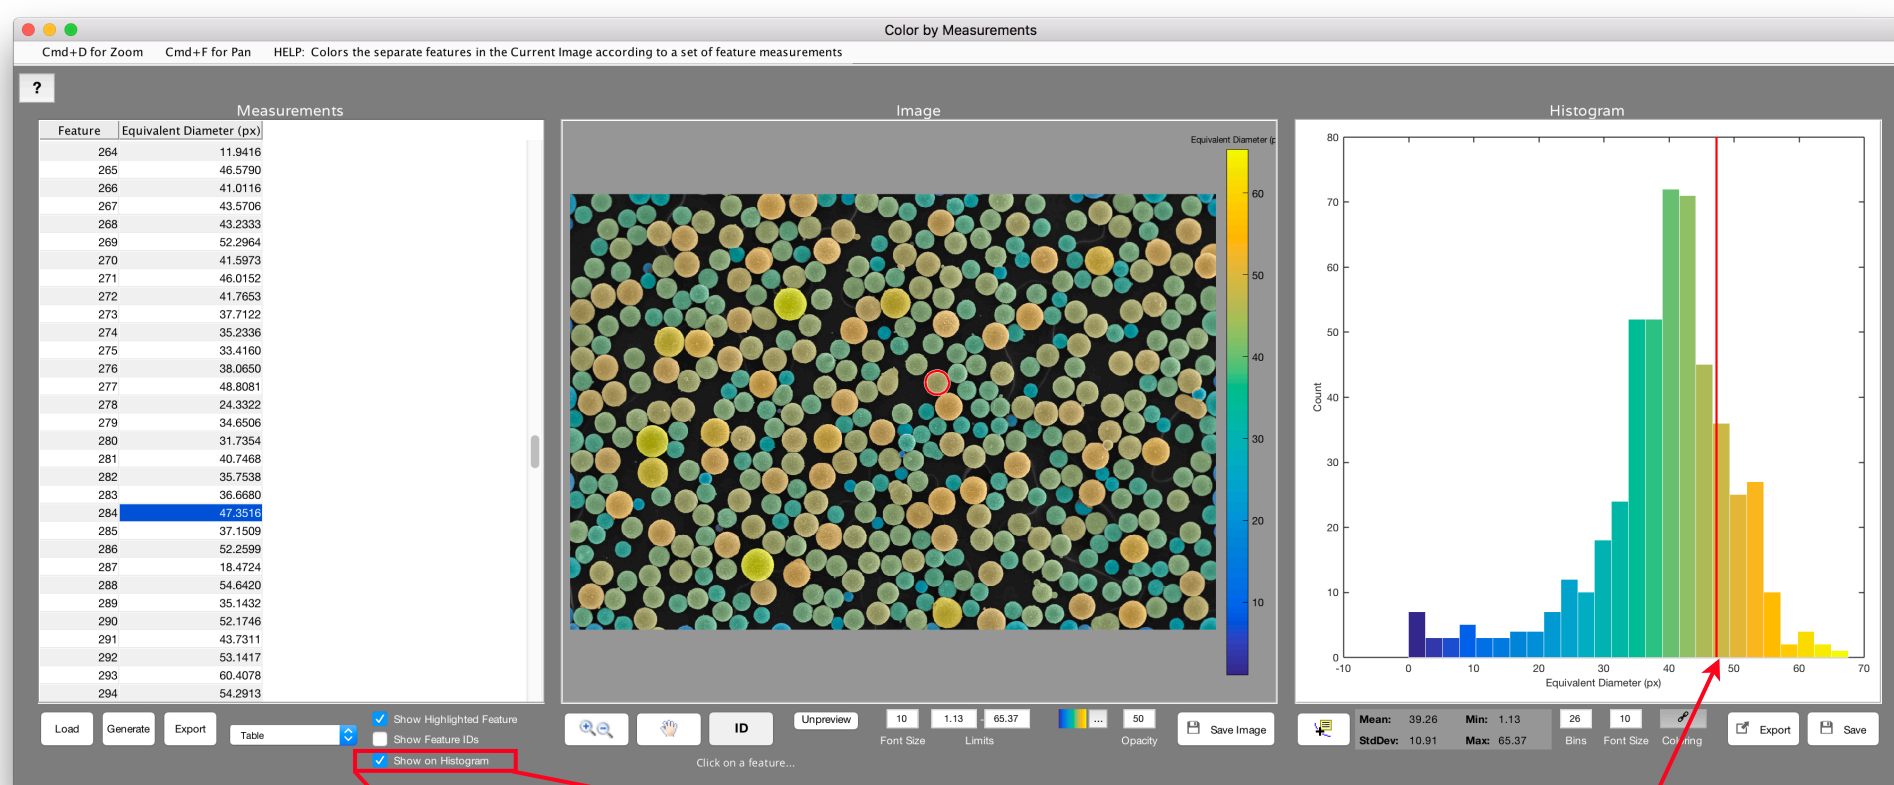 Color by Measurements
Cmd+D for Zoom Cmd+F for Pan HELP: Colors the separate features in the Current Image according to a set of feature measurements
?
Measurements
Feature Equivalent Diameter (px)
264 11.9416
265 46.5790
266 41.0116
267 43.5706
268 43.2333
269 52.2964
270 41.5973
271 46.0152
272 41.7653
273 37.7122
274 35.2336
275 33.4160
276 38.0650
277 48.8081
278 24.3322
279 34.6506
280 31.7354
281 40.7468
282 35.7538
283 36.6680
284 47.3516
285 37.1509
286 52.2599
287 18.4724
288 54.6420
289 35.1432
290 52.1746
291 43.7311
292 53.1417
293 60.4078
294 54.2913
Load Generate Export Table
Show Highlighted Feature
Show Feature IDs
Show on Histogram
Image
Equivalent Diameter (p
60
50
40
30
20
10
ID
Unpreview
10 1.13 - 65.37
Font Size Limits
...
50
Opacity
Save Image
Click on a feature...
Histogram
80
70
60
50
40
30
20
10
0
Count
-10 0 10 20 30 40 50 60 70
Equivalent Diameter (px)
Mean: 39.26 Min: 1.13
StdDev: 10.91 Max: 65.37
26 10
Bins Font Size Coloring
Export Save